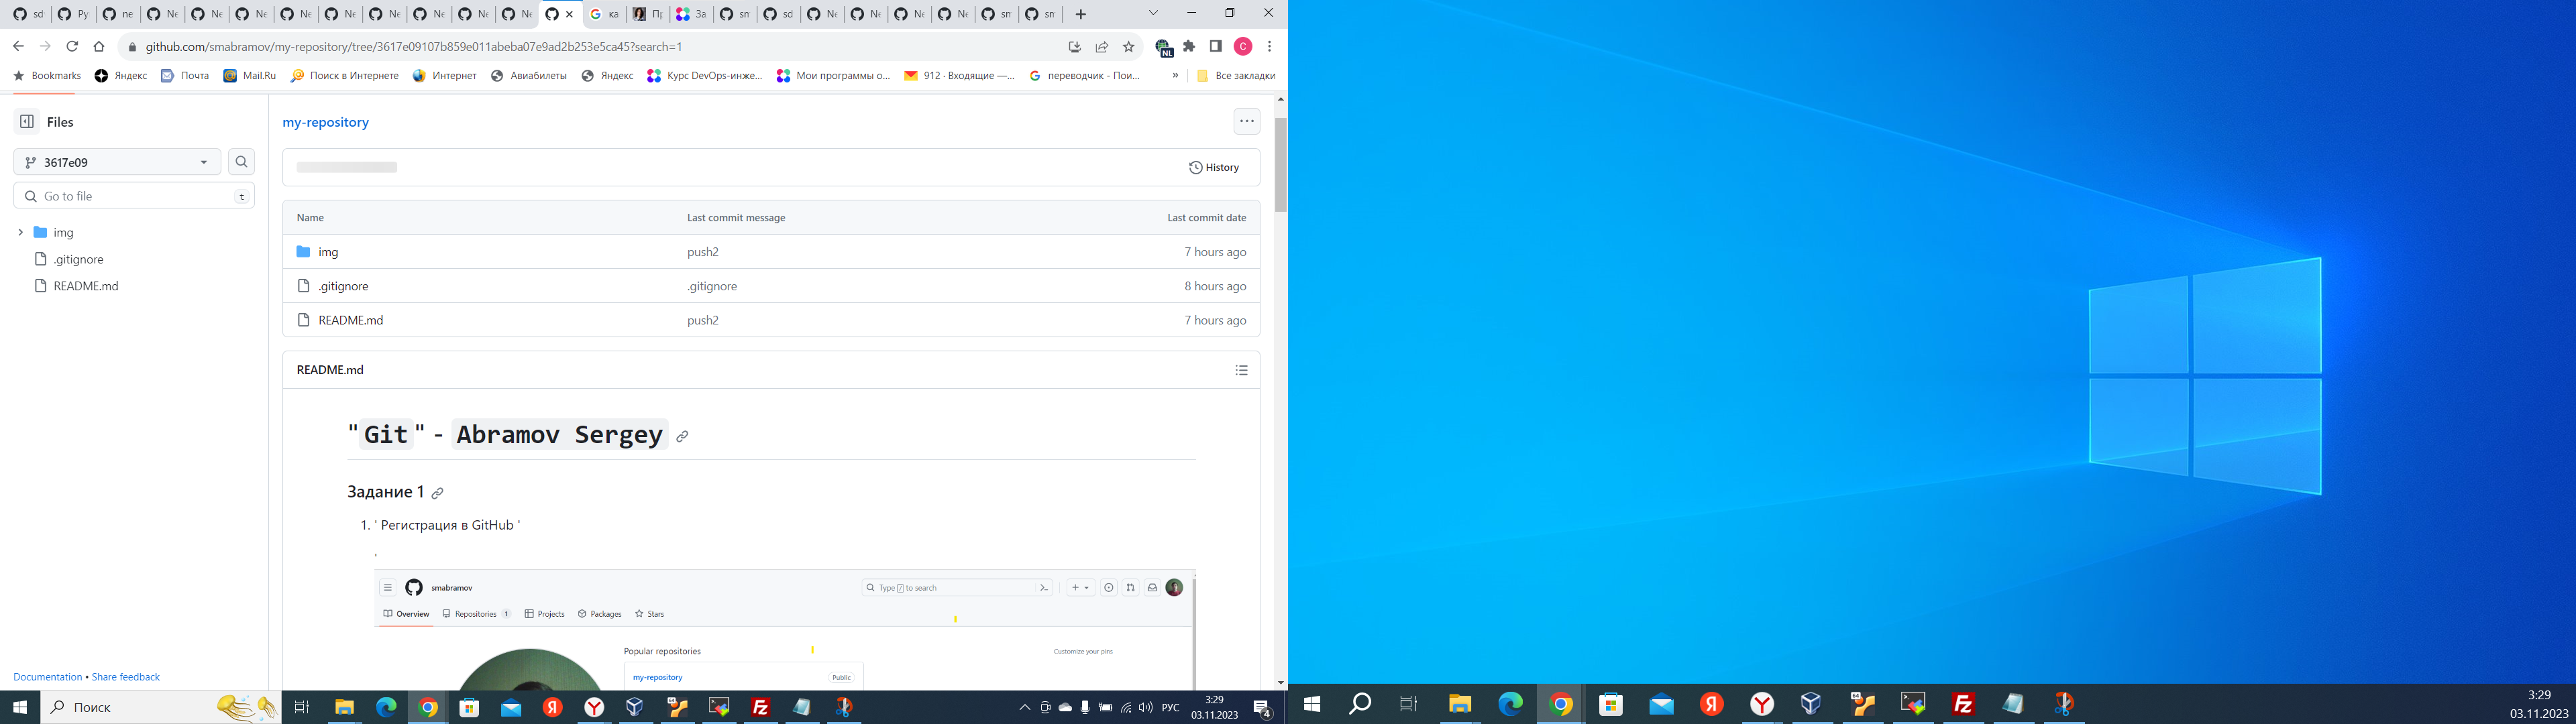 sd
Py
ne
Ne
Ne
Ne
Ne
Ne
Ne
Ne
Ne
Ne
ка
Пр
За
sm
sd
Ne
Ne
Ne
Ne
sm
sm
github.com/smabramov/my-repository/tree/3617e09107b859e011abeba07e9ad2b253e5ca45?search=1
NL
C
Bookmarks
Яндекс
Почта
Mail.Ru
Поиск в Интернете
Интернет
Авиабилеты
Яндекс
Курс DevOps-инже...
Мои программы о...
912 · Входящие —...
переводчик - Пои...
»
Все закладки
Files
my-repository
3617e09
History
Go to file
t
Name Last commit message Last commit date
img
.gitignore
README.md
img push2 7 hours ago
.gitignore .gitignore 8 hours ago
README.md push2 7 hours ago
README.md
"Git" - Abramov Sergey
Задание 1
1. ' Регистрация в GitHub '
'
smabramov
Type / to search
Overview Repositories 1 Projects Packages Stars
Popular repositories
Customize your pins
my-repository Public
Documentation • Share feedback
Поиск
РУС
3:29
03.11.2023
4
3:29
03.11.2023